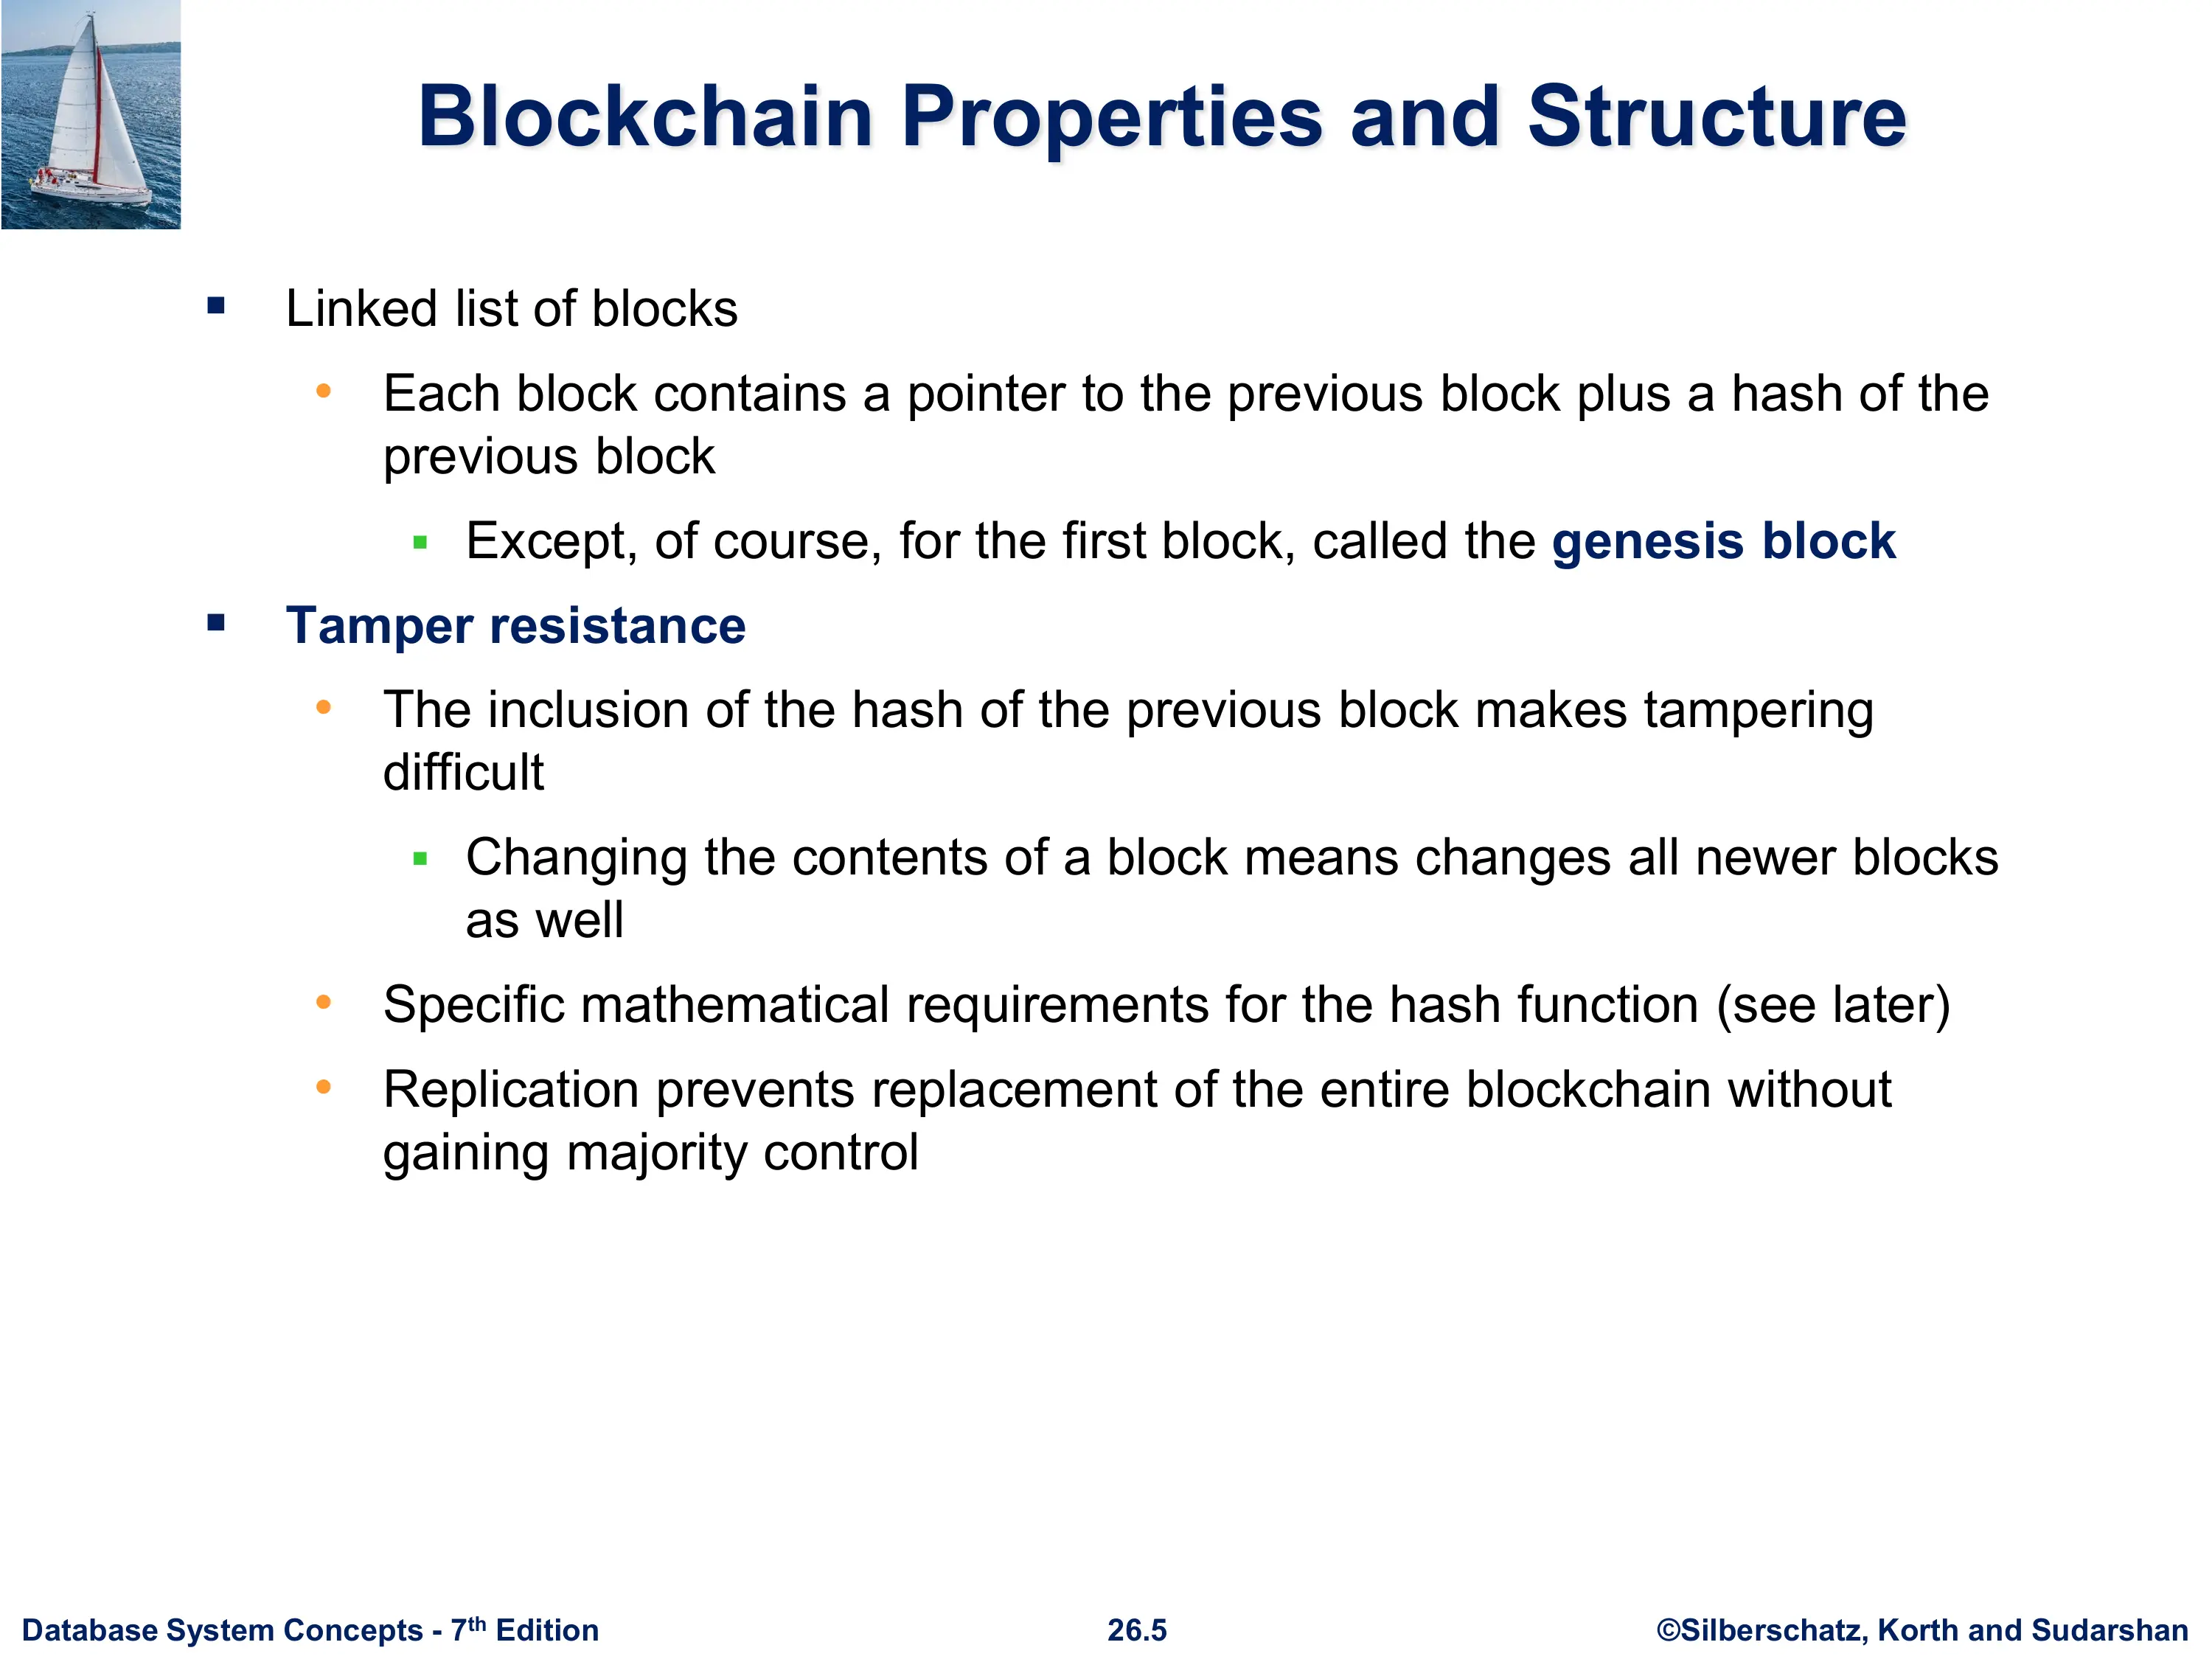 Blockchain Properties and Structure
▪ Linked list of blocks
• Each block contains a pointer to the previous block plus a hash of the
previous block
▪ Except, of course, for the first block, called the genesis block
▪ Tamper resistance
• The inclusion of the hash of the previous block makes tampering
difficult
▪ Changing the contents of a block means changes all newer blocks
as well
• Specific mathematical requirements for the hash function (see later)
• Replication prevents replacement of the entire blockchain without
gaining majority control
Database System Concepts - 7th Edition
26.5
©Silberschatz, Korth and Sudarshan